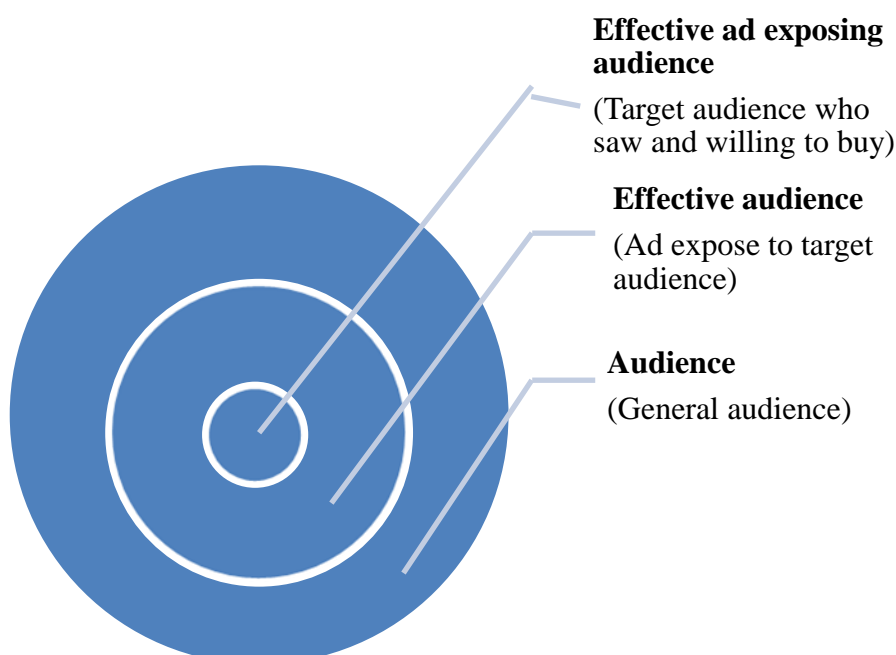 Effective ad exposing
audience
(Target audience who
saw and willing to buy)
Effective audience
(Ad expose to target
audience)
Audience
(General audience)